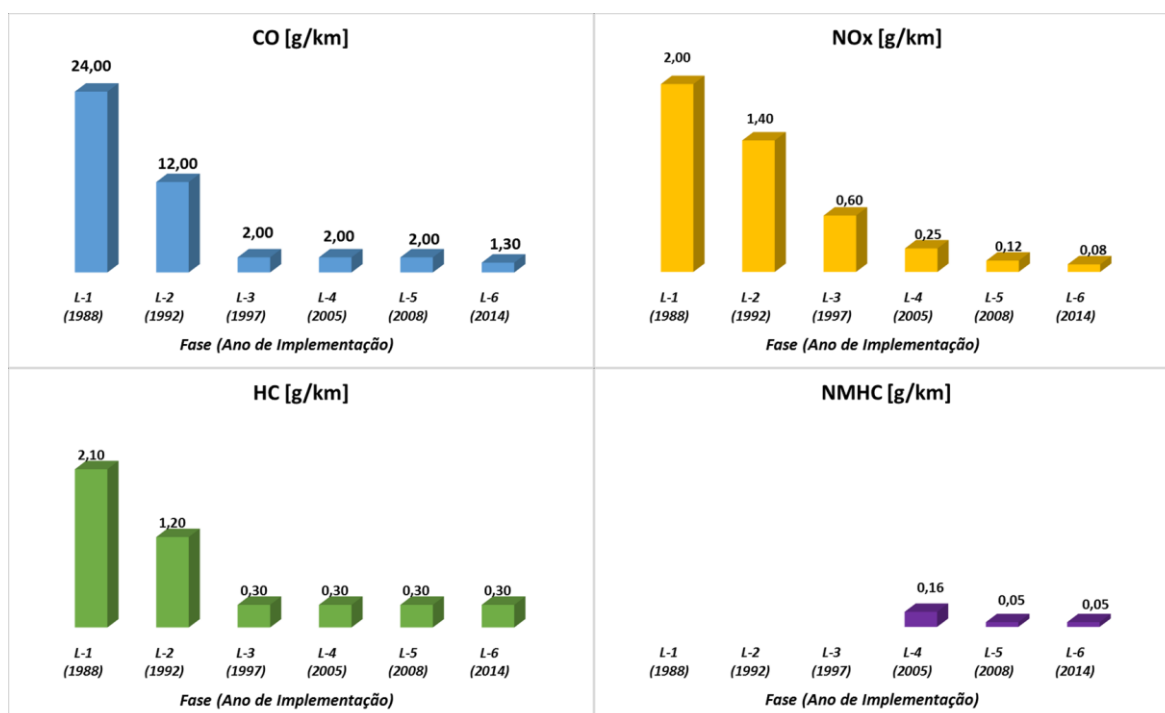 CO [g/km]
24,00
12,00
2,00
2,00
2,00
1,30
L-1 L-2 L-3 L-4 L-5 L-6
(1988) (1992) (1997) (2005) (2008) (2014)
Fase (Ano de Implementação)
NOx [g/km]
2,00
1,40
0,60
0,25
0,12
0,08
L-1 L-2 L-3 L-4 L-5 L-6
(1988) (1992) (1997) (2005) (2008) (2014)
Fase (Ano de Implementação)
HC [g/km]
2,10
1,20
0,30
0,30
0,30
0,30
L-1 L-2 L-3 L-4 L-5 L-6
(1988) (1992) (1997) (2005) (2008) (2014)
Fase (Ano de Implementação)
NMHC [g/km]
0,16
0,05
0,05
L-1 L-2 L-3 L-4 L-5 L-6
(1988) (1992) (1997) (2005) (2008) (2014)
Fase (Ano de Implementação)